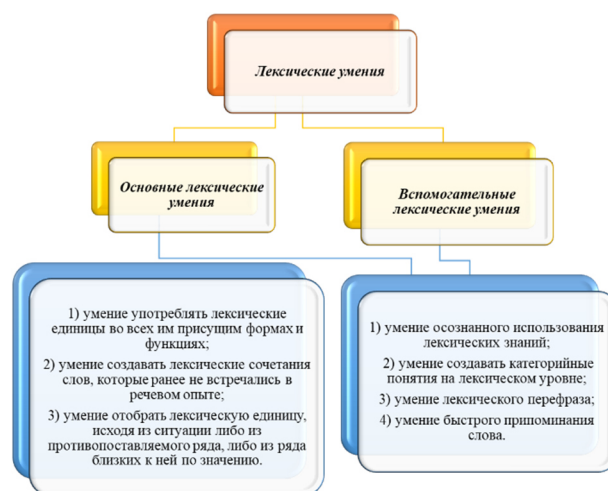 Лексические умения
Основные лексические
умения
Вспомогательные
лексические умения
1) умение употреблять лексические
единицы во всех им присущим формах и
функциях;
2) умение создавать лексические сочетания
слов, которые ранее не встречались в
речевом опыте;
3) умение отобрать лексическую единицу,
исходя из ситуации либо из
противопоставляемого ряда, либо из ряда
близких к ней по значению.
1) умение осознанного использования
лексических знаний;
2) умение создавать категорийные
понятия на лексическом уровне;
3) умение лексического перефраза;
4) умение быстрого припоминания
слова.